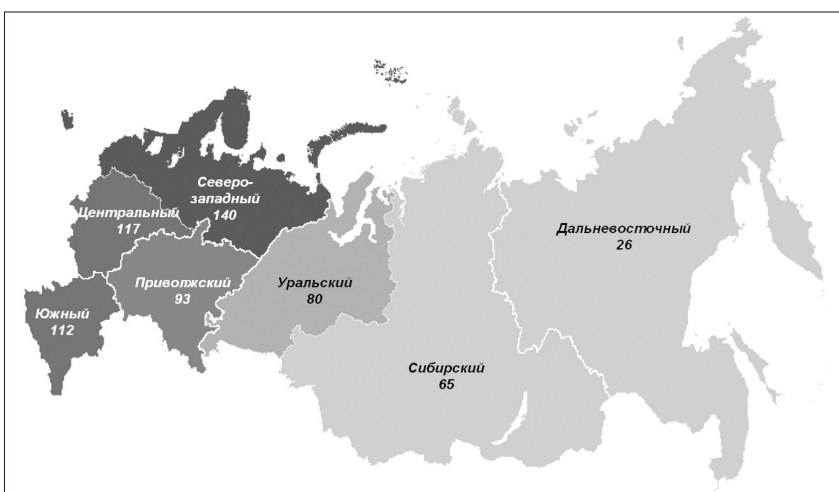 Северо-
западный
140
Центральный
117
Приволжский
93
Южный
112
Уральский
80
Сибирский
65
Дальневосточный
26